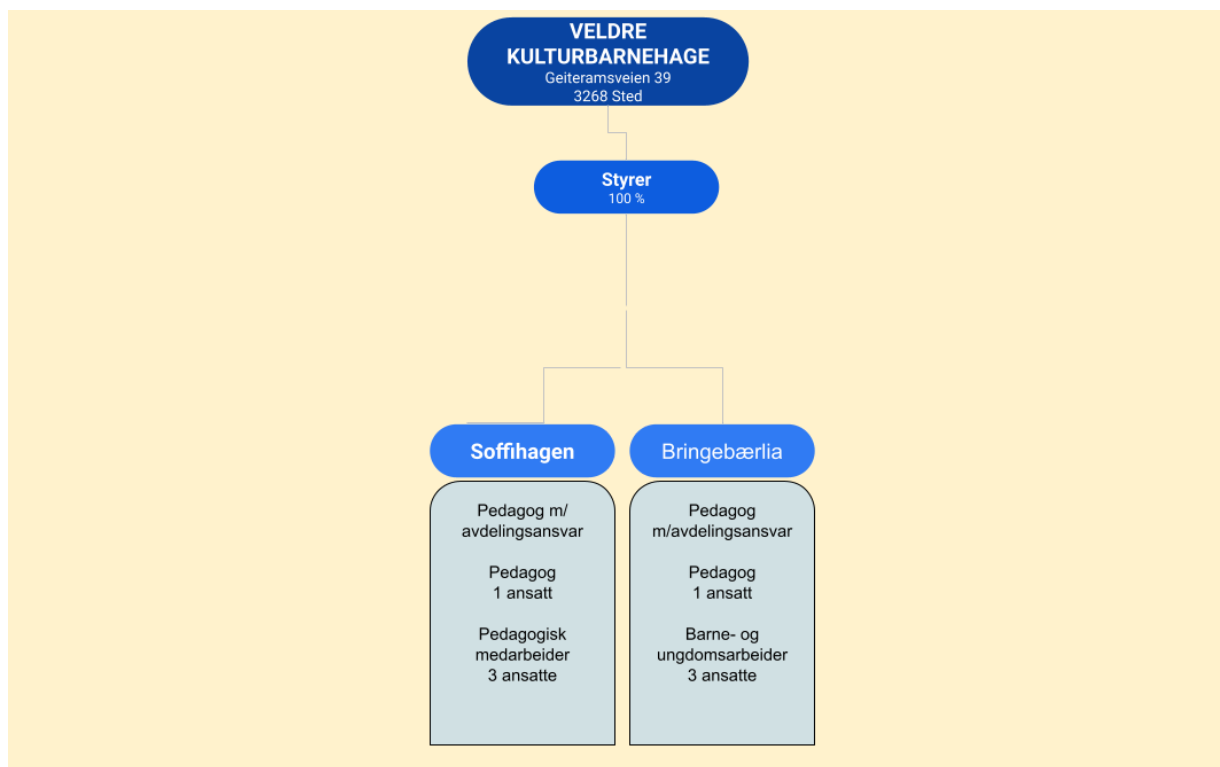 VELDRE
KULTURBARNEHAGE
Geiteramsveien 39
3268 Sted
Styrer
100 %
Soffihagen
Pedagog m/
avdelingsansvar
Pedagog
1 ansatt
Pedagogisk
medarbeider
3 ansatte
Bringebærlia
Pedagog
m/avdelingsansvar
Pedagog
1 ansatt
Barne- og
ungdomsarbeider
3 ansatte